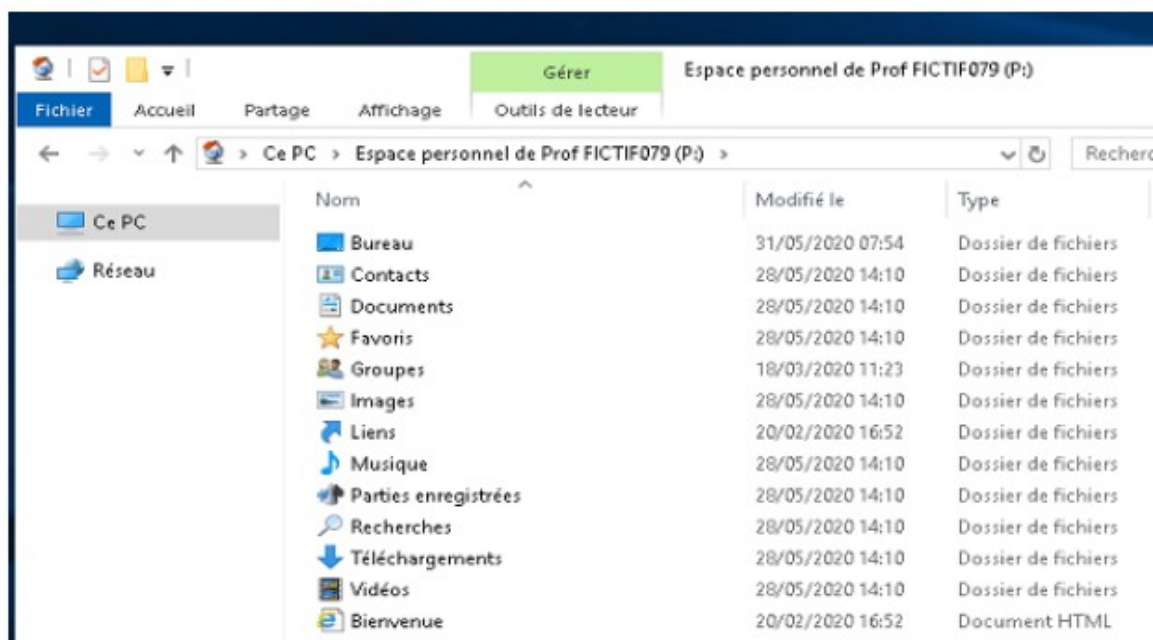 Gérer Espace personnel de Prof FICTIF079 (P:)
Fichier Accueil Partage Affichage Outils de lecteur
Ce PC > Espace personnel de Prof FICTIF079 (P:) > Recherc
Nom Modifié le Type
Ce PC
Réseau
Bureau 31/05/2020 07:54 Dossier de fichiers
Contacts 28/05/2020 14:10 Dossier de fichiers
Documents 28/05/2020 14:10 Dossier de fichiers
Favoris 28/05/2020 14:10 Dossier de fichiers
Groupes 18/03/2020 11:23 Dossier de fichiers
Images 28/05/2020 14:10 Dossier de fichiers
Liens 20/02/2020 16:52 Dossier de fichiers
Musique 28/05/2020 14:10 Dossier de fichiers
Parties enregistrées 28/05/2020 14:10 Dossier de fichiers
Recherches 28/05/2020 14:10 Dossier de fichiers
Téléchargements 28/05/2020 14:10 Dossier de fichiers
Vidéos 28/05/2020 14:10 Dossier de fichiers
Bienvenue 20/02/2020 16:52 Document HTML